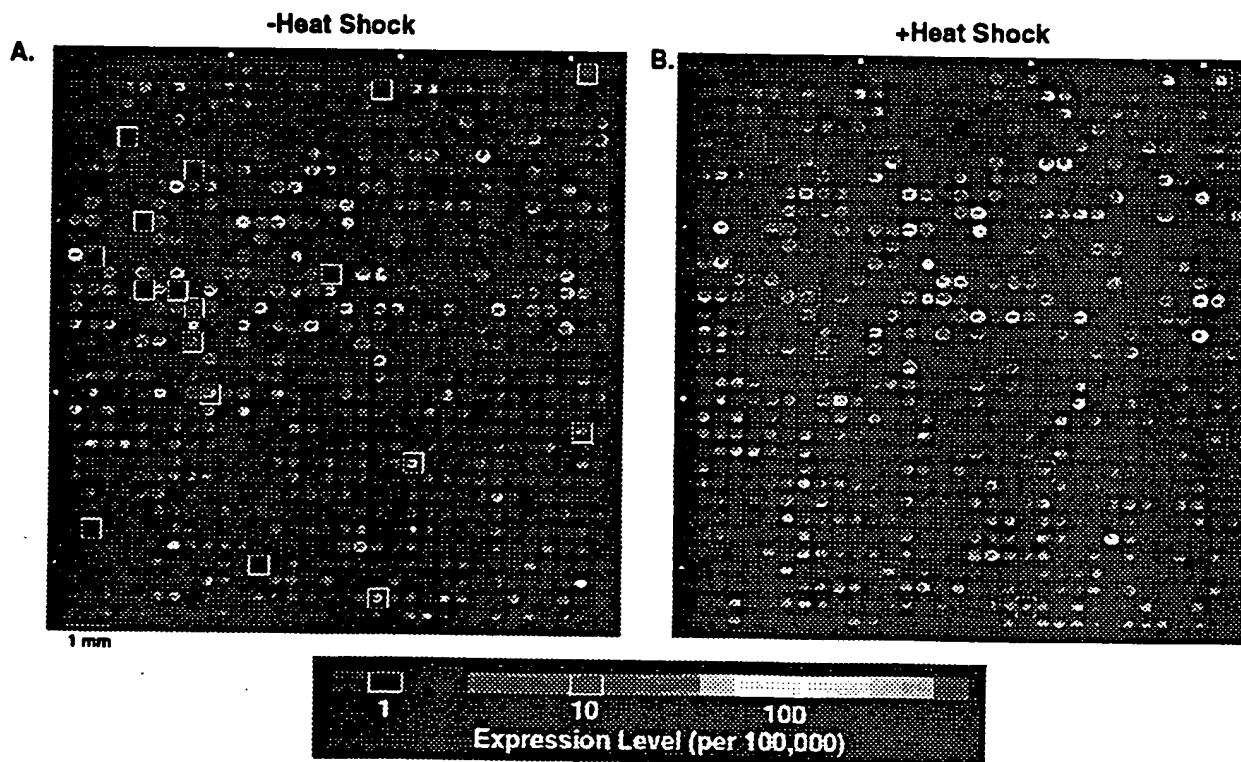 -Heat Shock
+Heat Shock
A.
B.
1 mm
1
10
100
Expression Level (per 100,000)